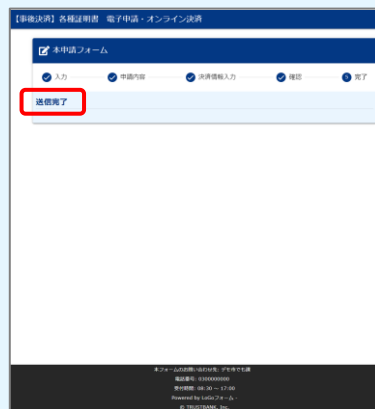 【事後決済】各種証明書 電子申請・オンライン決済
本申請フォーム
入力
申請内容
決済情報入力
確認
5 完了
送信完了
本フォームのお問い合わせ先: デモ市でも課
電話番号: 0300000000
受付時間: 08:30 ~ 17:00
Powered by LoGoフォーム -
© TRUSTBANK, Inc.